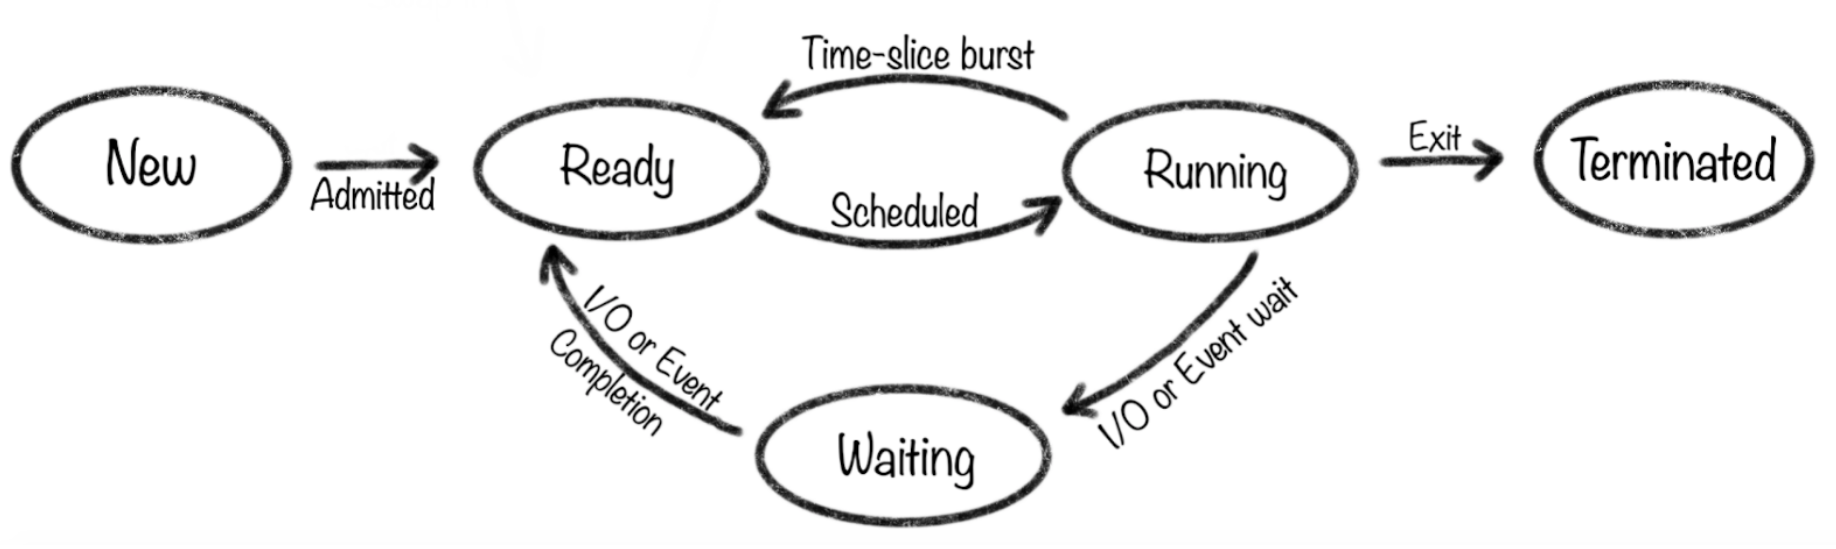 Time-slice burst
New
Admitted
Ready
Scheduled
Running
Exit
Terminated
I/O or Event
Completion
I/O or Event wait
Waiting